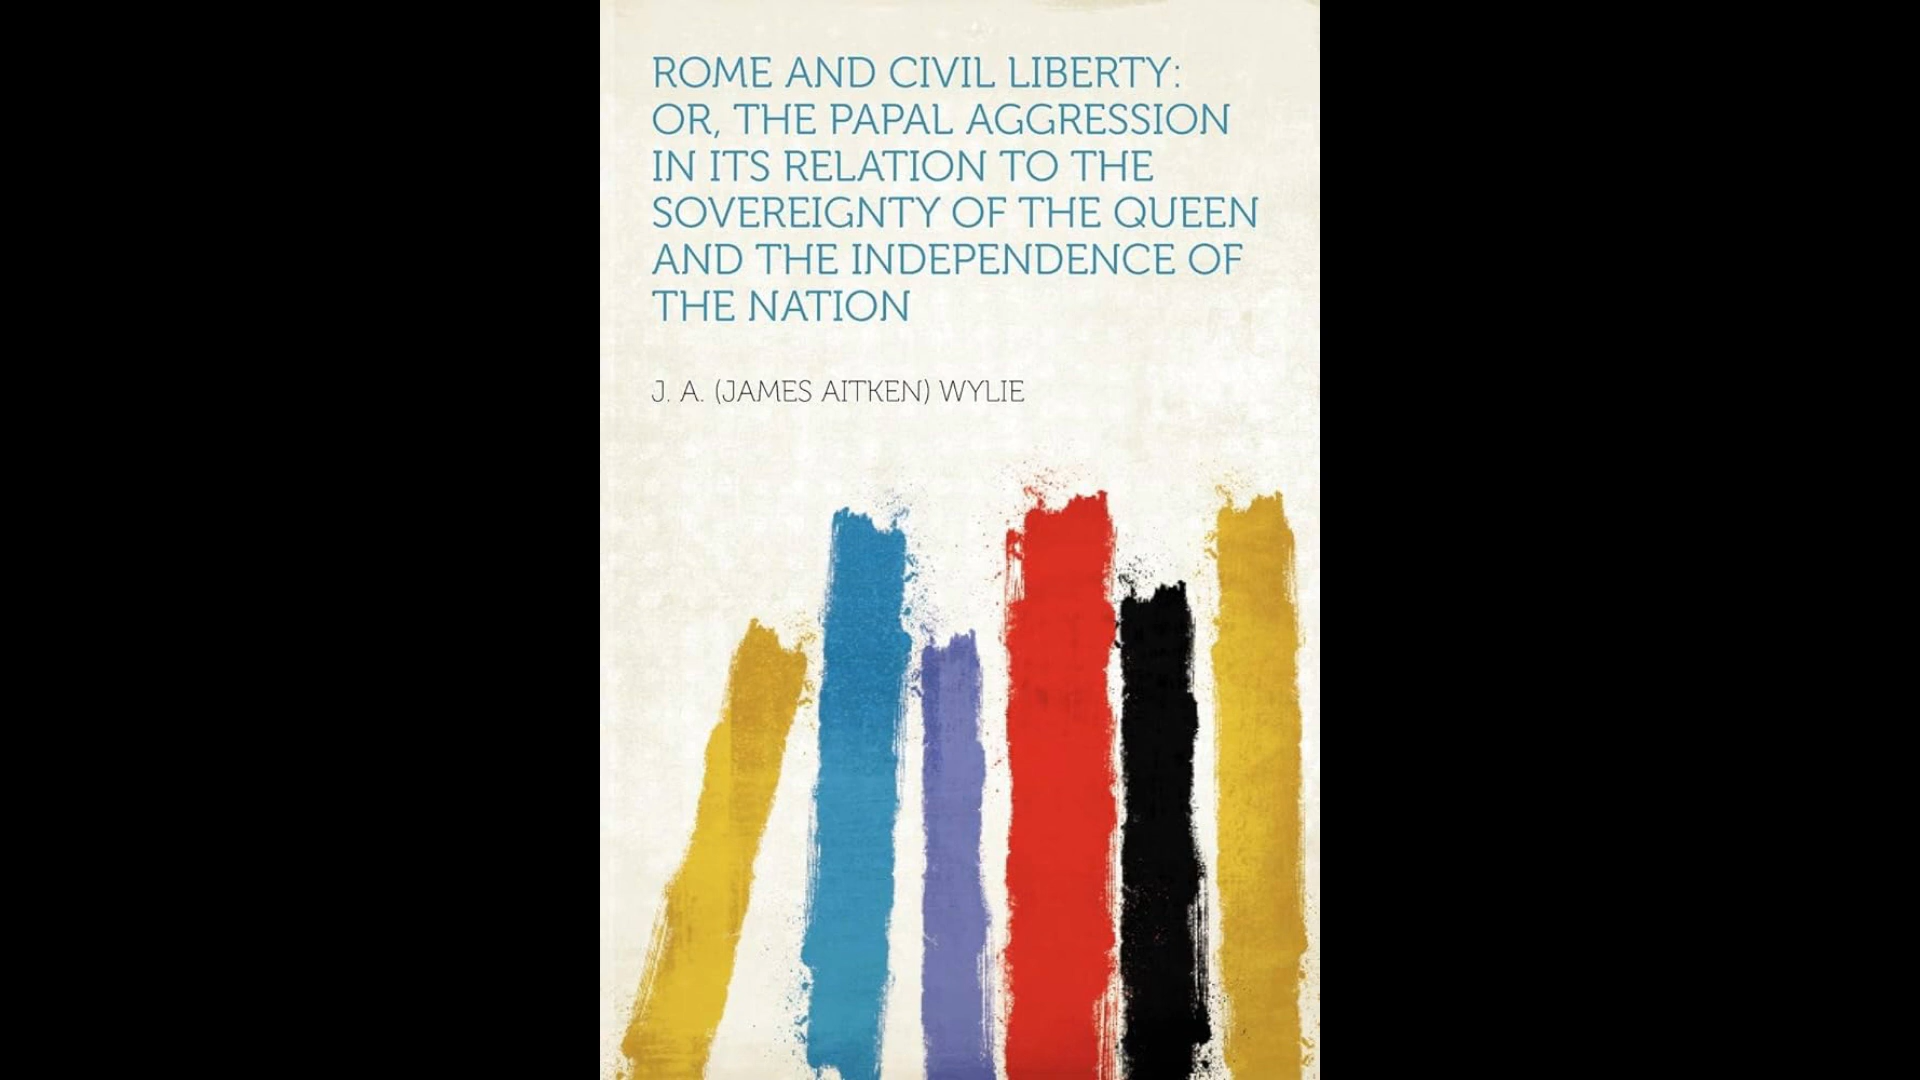 ROME AND CIVIL LIBERTY:
OR, THE PAPAL AGGRESSION
IN ITS RELATION TO THE
SOVEREIGNTY OF THE QUEEN
AND THE INDEPENDENCE OF
THE NATION
J. A. (JAMES AITKEN) WYLIE